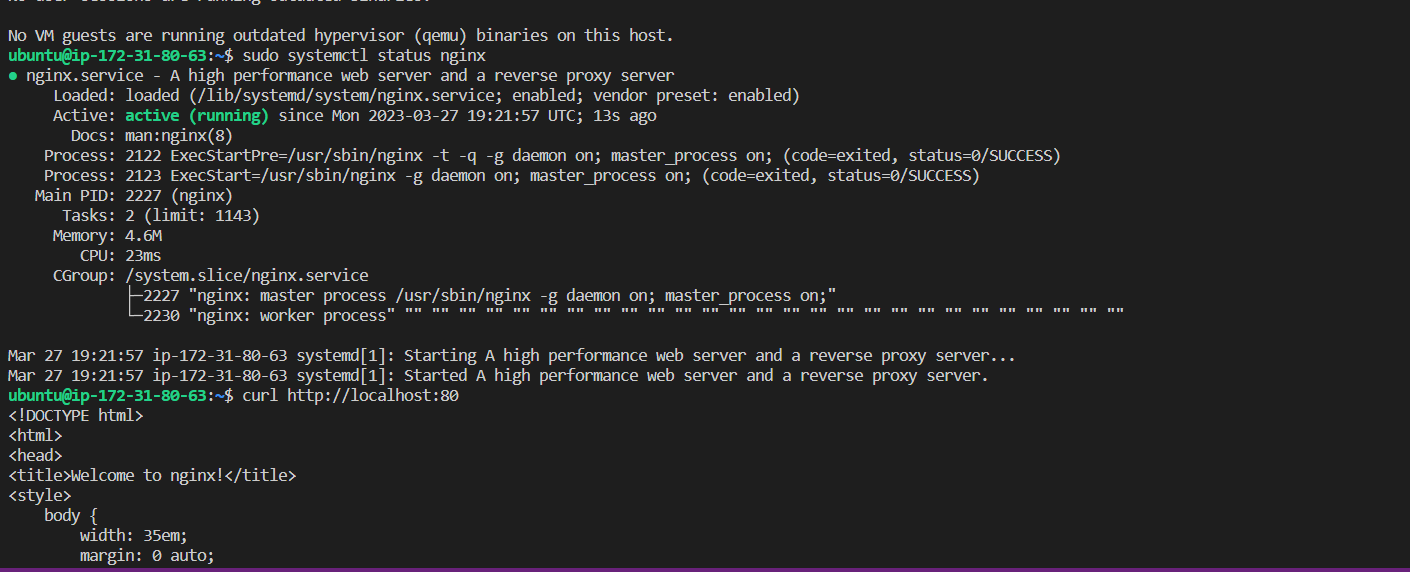 No VM guests are running outdated hypervisor (qemu) binaries on this host.
ubuntu@ip-172-31-80-63:~$ sudo systemctl status nginx
● nginx.service - A high performance web server and a reverse proxy server
     Loaded: loaded (/lib/systemd/system/nginx.service; enabled; vendor preset: enabled)
     Active: active (running) since Mon 2023-03-27 19:21:57 UTC; 13s ago
       Docs: man:nginx(8)
    Process: 2122 ExecStartPre=/usr/sbin/nginx -t -q -g daemon on; master_process on; (code=exited, status=0/SUCCESS)
    Process: 2123 ExecStart=/usr/sbin/nginx -g daemon on; master_process on; (code=exited, status=0/SUCCESS)
   Main PID: 2227 (nginx)
      Tasks: 2 (limit: 1143)
     Memory: 4.6M
        CPU: 23ms
     CGroup: /system.slice/nginx.service
             ├─2227 "nginx: master process /usr/sbin/nginx -g daemon on; master_process on;"
             └─2230 "nginx: worker process" "" "" "" "" "" "" "" "" "" "" "" "" "" "" "" "" "" "" "" "" "" "" "" "" "" "" ""

Mar 27 19:21:57 ip-172-31-80-63 systemd[1]: Starting A high performance web server and a reverse proxy server...
Mar 27 19:21:57 ip-172-31-80-63 systemd[1]: Started A high performance web server and a reverse proxy server.
ubuntu@ip-172-31-80-63:~$ curl http://localhost:80
<!DOCTYPE html>
<html>
<head>
<title>Welcome to nginx!</title>
<style>
    body {
        width: 35em;
        margin: 0 auto;